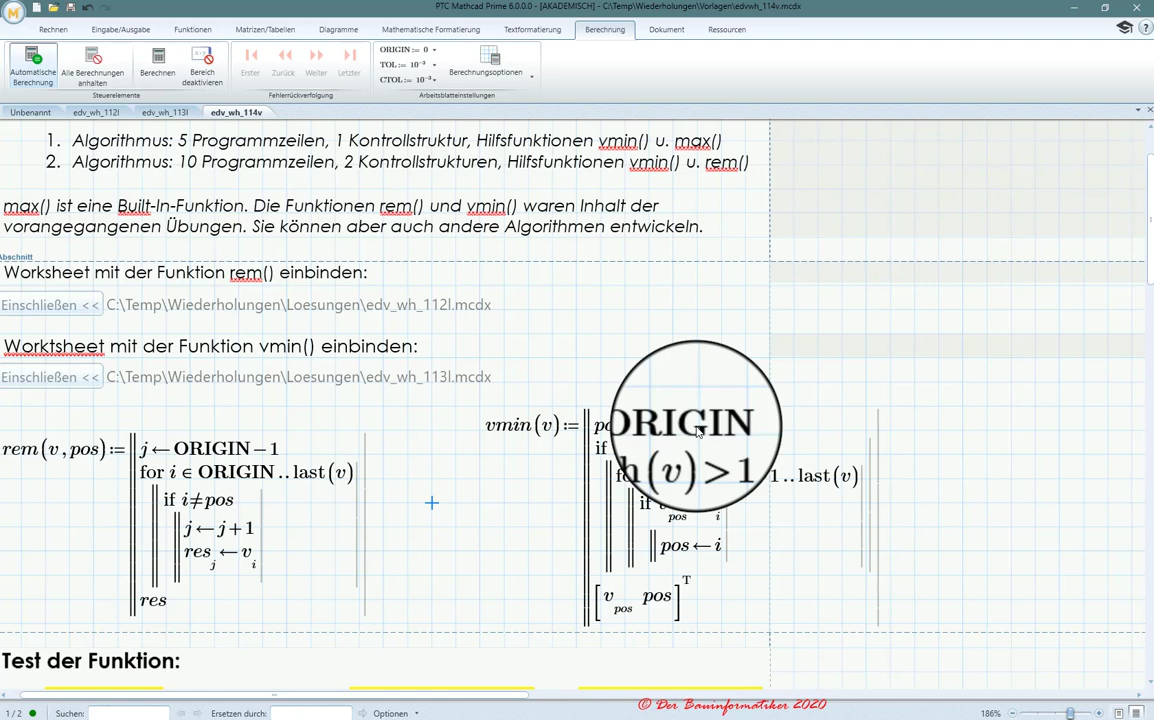 PTC Mathcad Prime 6.0.0.0 - [AKADEMISCH] - C:\Temp\Wiederholungen\Vorlagen\edvwh_114v.mcdx
Rechnen Eingabe/Ausgabe Funktionen Matrizen/Tabellen Diagramme Mathematische Formatierung Textformatierung Berechnung Dokument Ressourcen
Automatische Berechnung
Alle Berechnungen anhalten
Berechnen
Bereich deaktivieren
Steuerelemente
Erster Zurück Weiter Letzter
Fehlerrückverfolgung
ORIGIN := 0
TOL := 10⁻³
CTOL := 10⁻³
Berechnungsoptionen
Arbeitsblatteinstellungen
Unbenannt edv_wh_112l edv_wh_113l edv_wh_114v
1. Algorithmus: 5 Programmzeilen, 1 Kontrollstruktur, Hilfsfunktionen vmin() u. max()
2. Algorithmus: 10 Programmzeilen, 2 Kontrollstrukturen, Hilfsfunktionen vmin() u. rem()
max() ist eine Built-In-Funktion. Die Funktionen rem() und vmin() waren Inhalt der
vorangegangenen Übungen. Sie können aber auch andere Algorithmen entwickeln.
Abschnitt
Worksheet mit der Funktion rem() einbinden:
Einschließen << C:\Temp\Wiederholungen\Loesungen\edv_wh_112l.mcdx
Worktsheet mit der Funktion vmin() einbinden:
Einschließen << C:\Temp\Wiederholungen\Loesungen\edv_wh_113l.mcdx
rem(v, pos) := j ← ORIGIN − 1
for i ∈ ORIGIN .. last(v)
if i ≠ pos
j ← j + 1
res j ← v i
res
vmin(v) := ORIGIN
if h(v) > 1
1 .. last(v)
if
pos i
pos ← i
[v pos pos] T
Test der Funktion:
1 / 2 Suchen: Ersetzen durch: Optionen 186%
© Der Bauinformatiker 2020